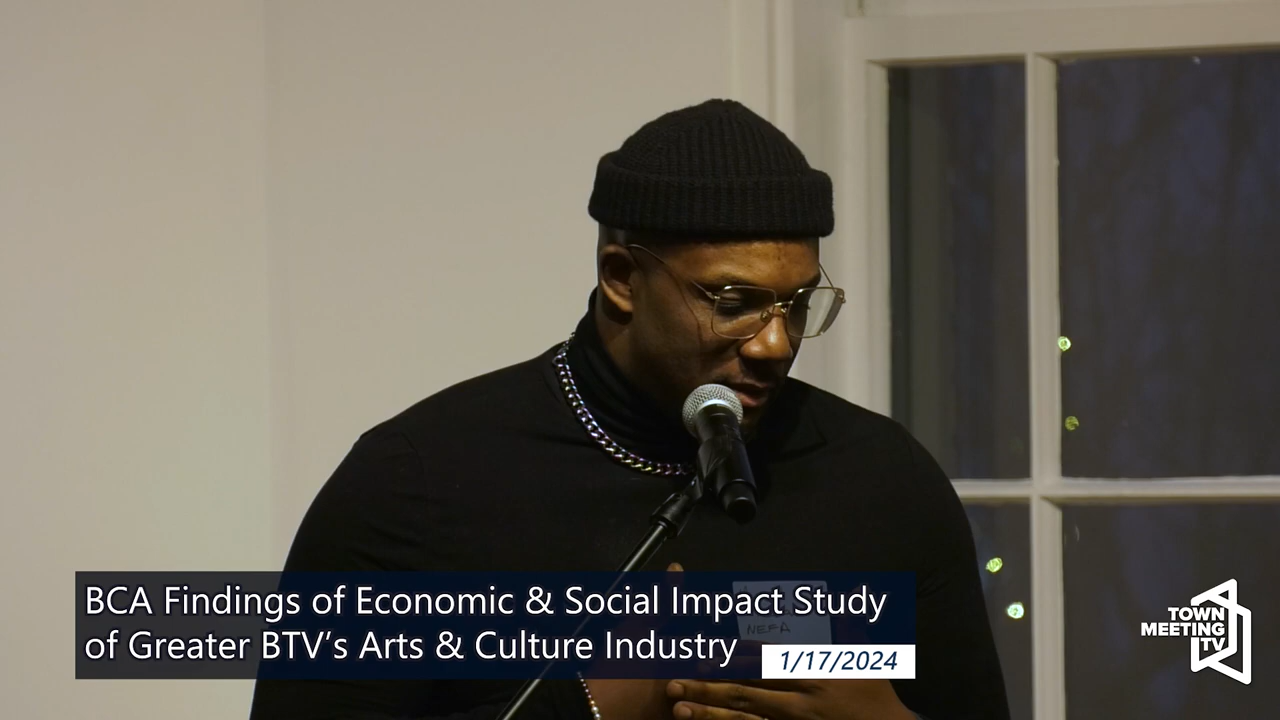 NEFA
BCA Findings of Economic & Social Impact Study
of Greater BTV's Arts & Culture Industry
1/17/2024
TOWN
MEETING
TV